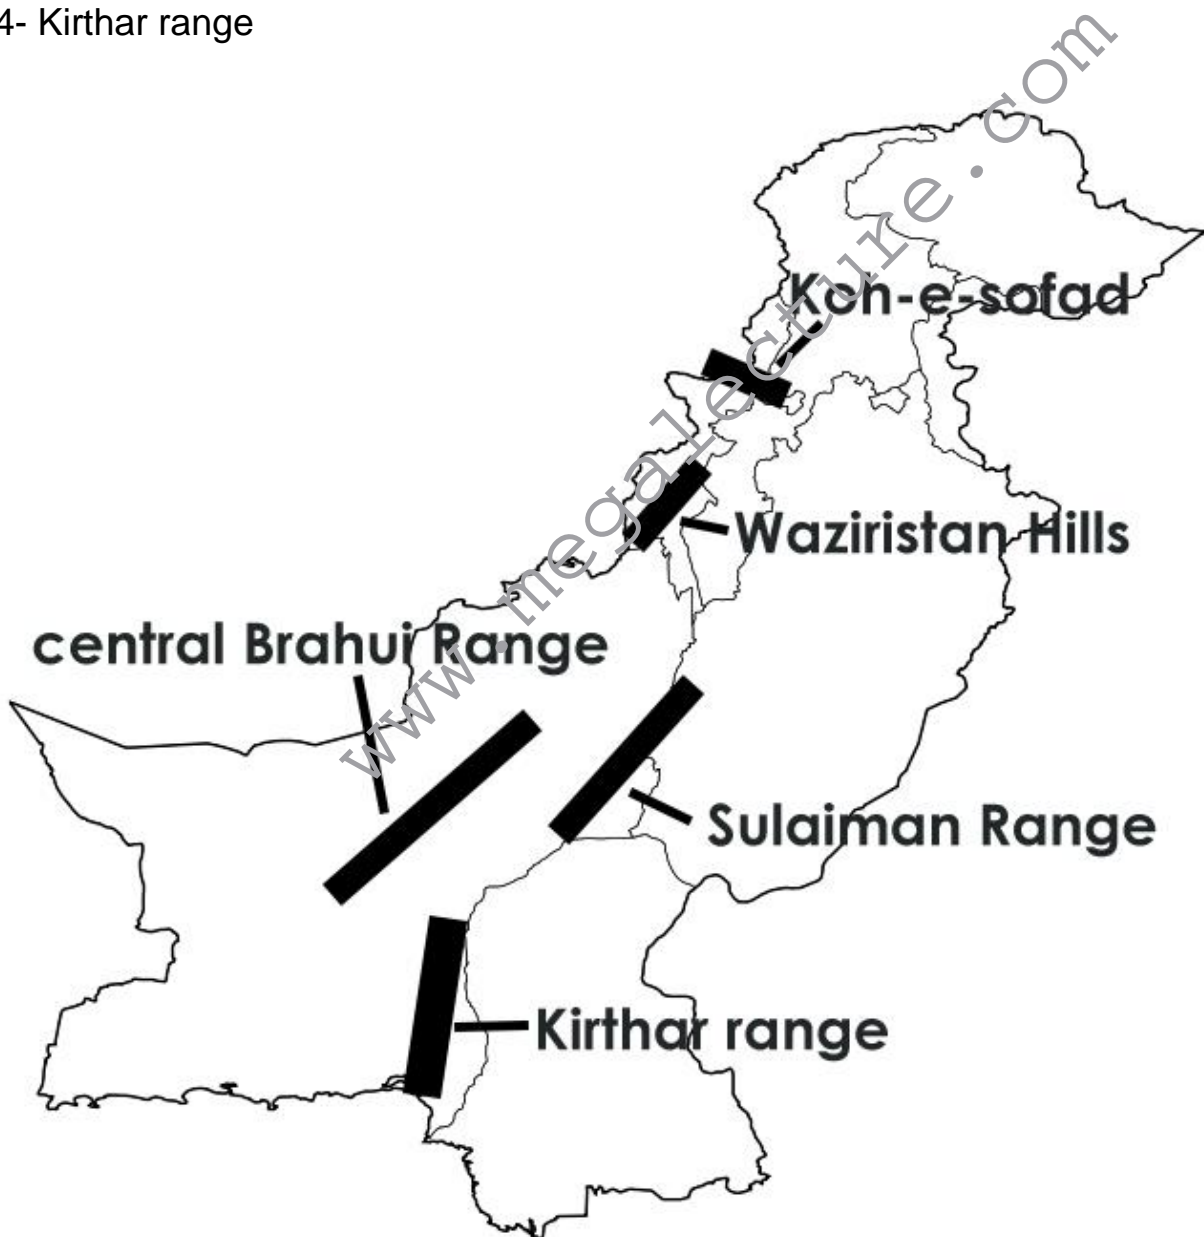 4- Kirthar range
www.megalecture.com
Koh-e-sofad
Waziristan Hills
central Brahui Range
Sulaiman Range
Kirthar range